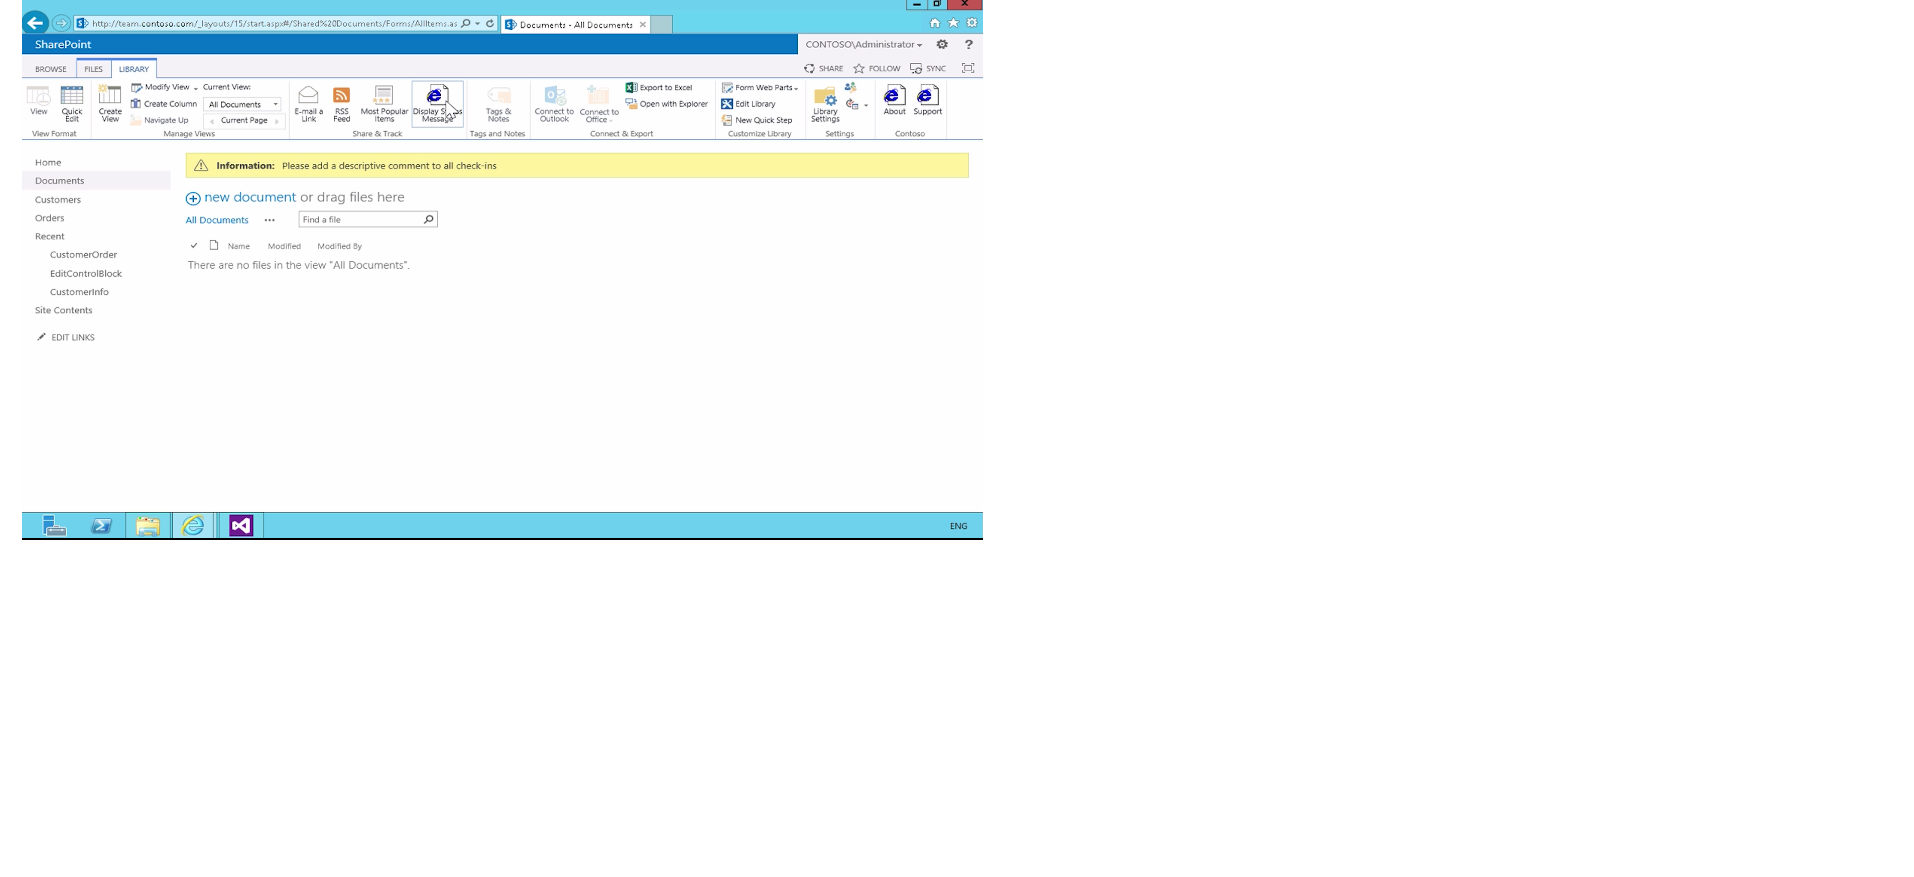 http://team.contoso.com/_layouts/15/start.aspx#/Shared%20Documents/Forms/AllItems.as
Documents - All Documents
SharePoint
CONTOSO\Administrator
?
BROWSE FILES LIBRARY
SHARE FOLLOW SYNC
View
Quick Edit
Create View
Modify View
Create Column
Navigate Up
Current View:
All Documents
Current Page
E-mail a Link
RSS Feed
Most Popular Items
Display Message
Tags & Notes
Connect to Outlook
Connect to Office
Export to Excel
Open with Explorer
Form Web Parts
Edit Library
New Quick Step
Library Settings
About
Support
View Format
Manage Views
Share & Track
Tags and Notes
Connect & Export
Customize Library
Settings
Contoso
Home
Documents
Customers
Orders
Recent
CustomerOrder
EditControlBlock
CustomerInfo
Site Contents
EDIT LINKS
Information: Please add a descriptive comment to all check-ins
new document or drag files here
All Documents ... Find a file
Name Modified Modified By
There are no files in the view "All Documents".
ENG